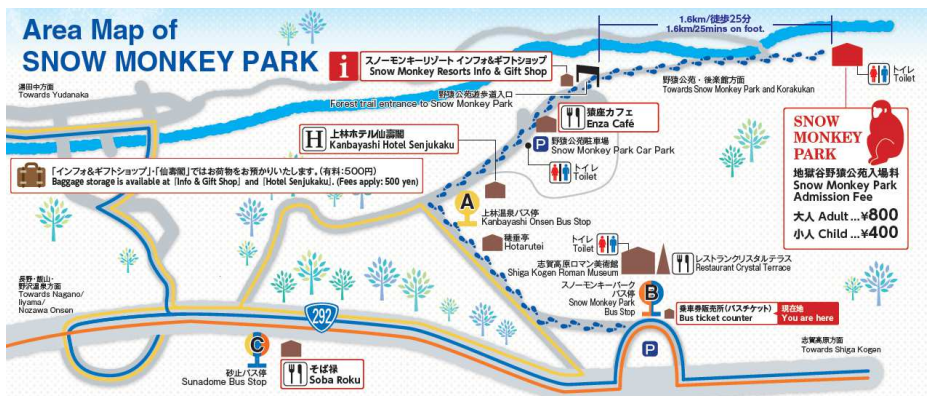 Area Map of
SNOW MONKEY PARK
1.6km/徒歩25分
1.6km/25mins on foot.
i
スノーモンキーリゾート インフォ&ギフトショップ
Snow Monkey Resorts Info & Gift Shop
トイレ
Toilet
湯田中方面
Towards Yudanaka
野猿公苑遊歩道入口
Forest trail entrance to Snow Monkey Park
野猿公苑・後楽館方面
Towards Snow Monkey Park and Korakukan
猿座カフェ
Enza Café
H
上林ホテル仙壽閣
Kanbayashi Hotel Senjukaku
P
野猿公苑駐車場
Snow Monkey Park Car Park
トイレ
Toilet
SNOW
MONKEY
PARK
地獄谷野猿公苑入場料
Snow Monkey Park
Admission Fee
大人 Adult ...¥800
小人 Child ...¥400
「インフォ&ギフトショップ」・「仙壽閣」ではお荷物をお預かりいたします。(有料:500円)
Baggage storage is available at 「Info & Gift Shop」 and 「Hotel Senjukaku」. (Fees apply: 500 yen)
A
上林温泉バス停
Kanbayashi Onsen Bus Stop
穂垂亭
Hotarutei
トイレ
Toilet
志賀高原ロマン美術館
Shiga Kogen Roman Museum
レストランクリスタルテラス
Restaurant Crystal Terrace
長野・飯山・
野沢温泉方面
Towards Nagano/
Iiyama/
Nozawa Onsen
スノーモンキーパーク
バス停
Snow Monkey Park
Bus Stop
B
乗車券販売所(バスチケット)
Bus ticket counter
現在地
You are here
292
P
志賀高原方面
Towards Shiga Kogen
C
砂止バス停
Sunadome Bus Stop
そば禄
Soba Roku